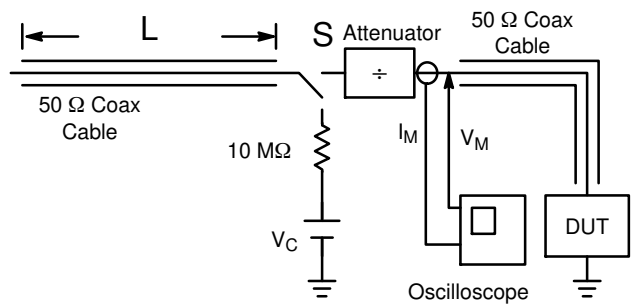 L
S
Attenuator
÷
50 Ω Coax
Cable
50 Ω Coax
Cable
10 MΩ
I_M
V_M
V_C
DUT
Oscilloscope